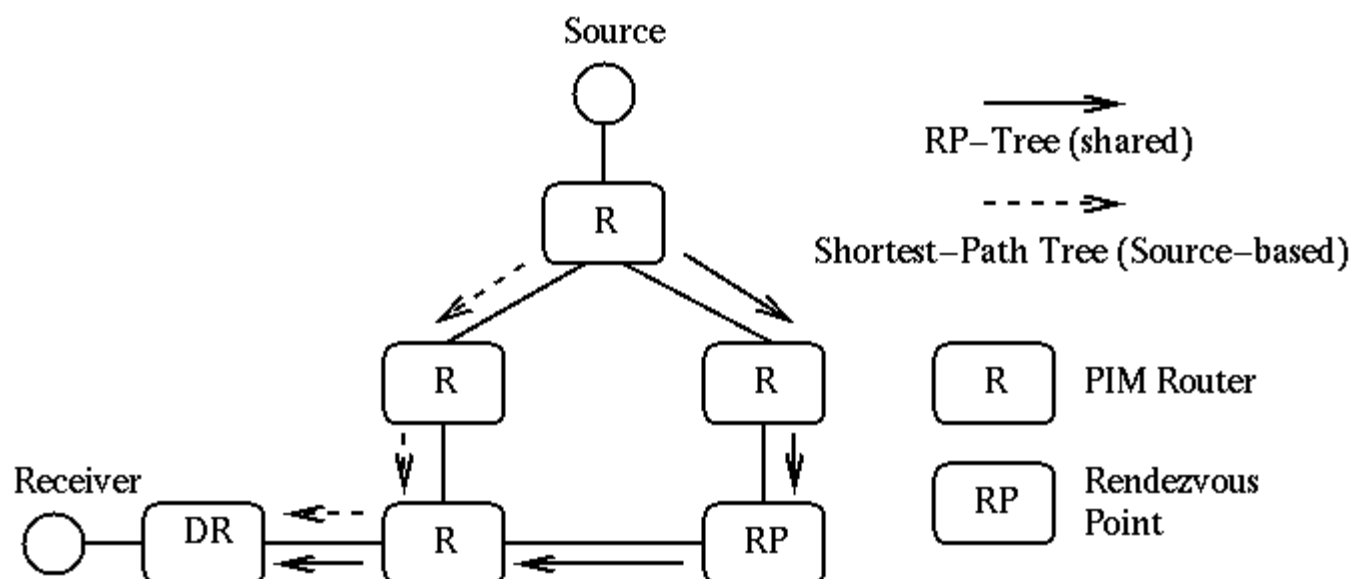 Source
RP–Tree (shared)
R
Shortest–Path Tree (Source–based)
R
R
R
PIM Router
Receiver
DR
R
RP
RP
Rendezvous
Point